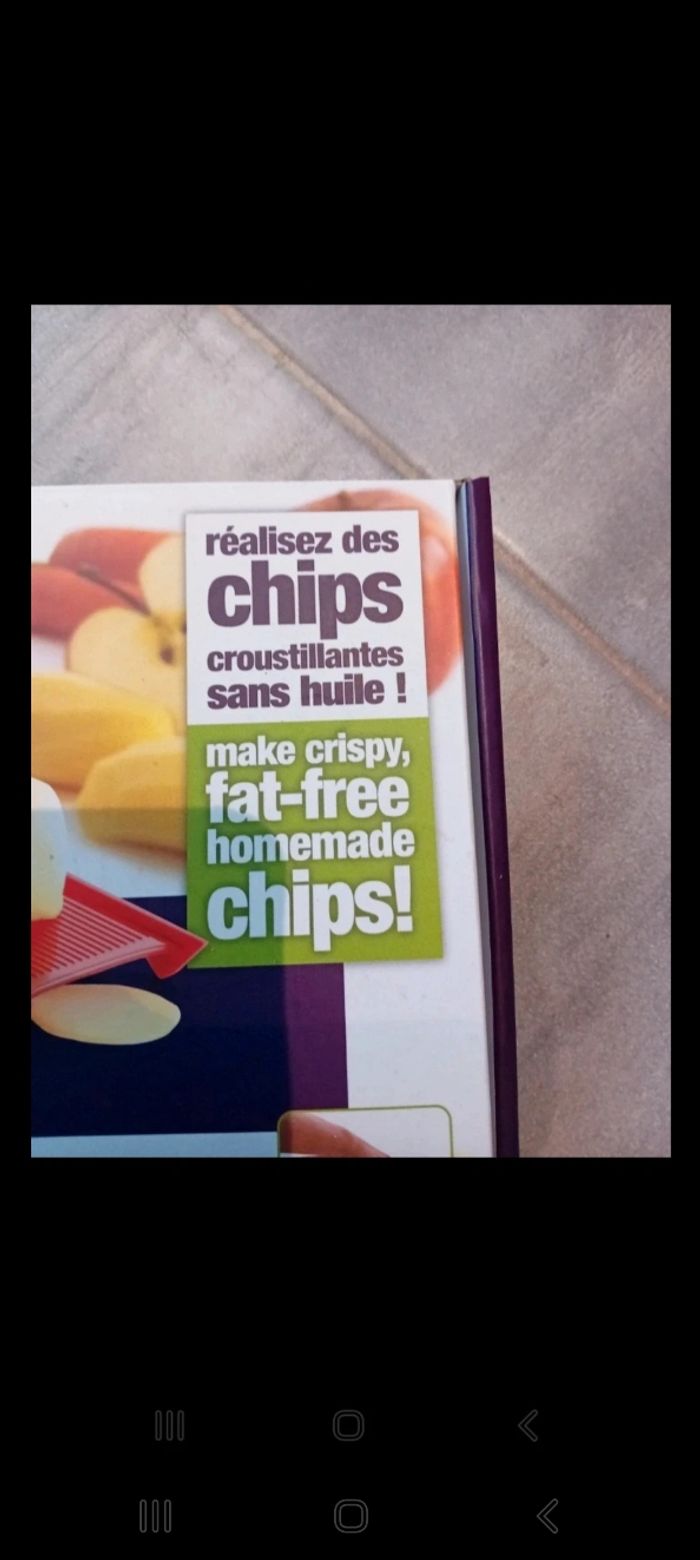 réalisez des
chips
croustillantes
sans huile !
make crispy,
fat-free
homemade
chips!